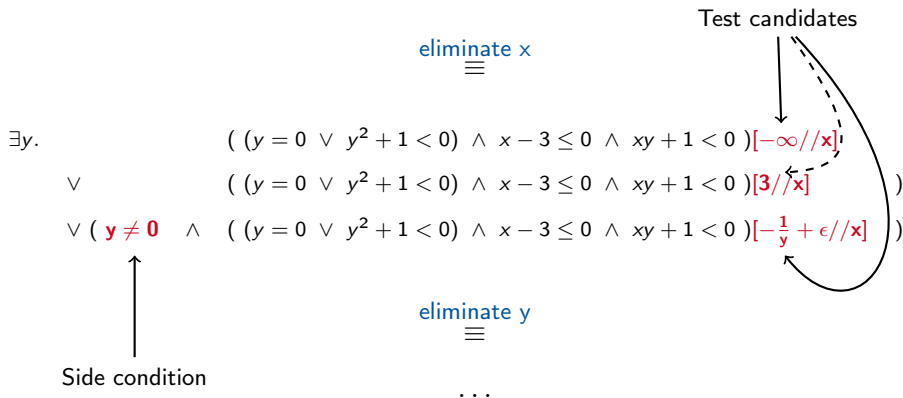 Test candidates
eliminate x
≡
∃y. ( (y = 0 ∨ y² + 1 < 0) ∧ x − 3 ≤ 0 ∧ xy + 1 < 0 )[−∞//x]
∨ ( (y = 0 ∨ y² + 1 < 0) ∧ x − 3 ≤ 0 ∧ xy + 1 < 0 )[3//x] )
∨ ( y ≠ 0 ∧ ( (y = 0 ∨ y² + 1 < 0) ∧ x − 3 ≤ 0 ∧ xy + 1 < 0 )[−1/y + ϵ//x] )
eliminate y
≡
Side condition
...